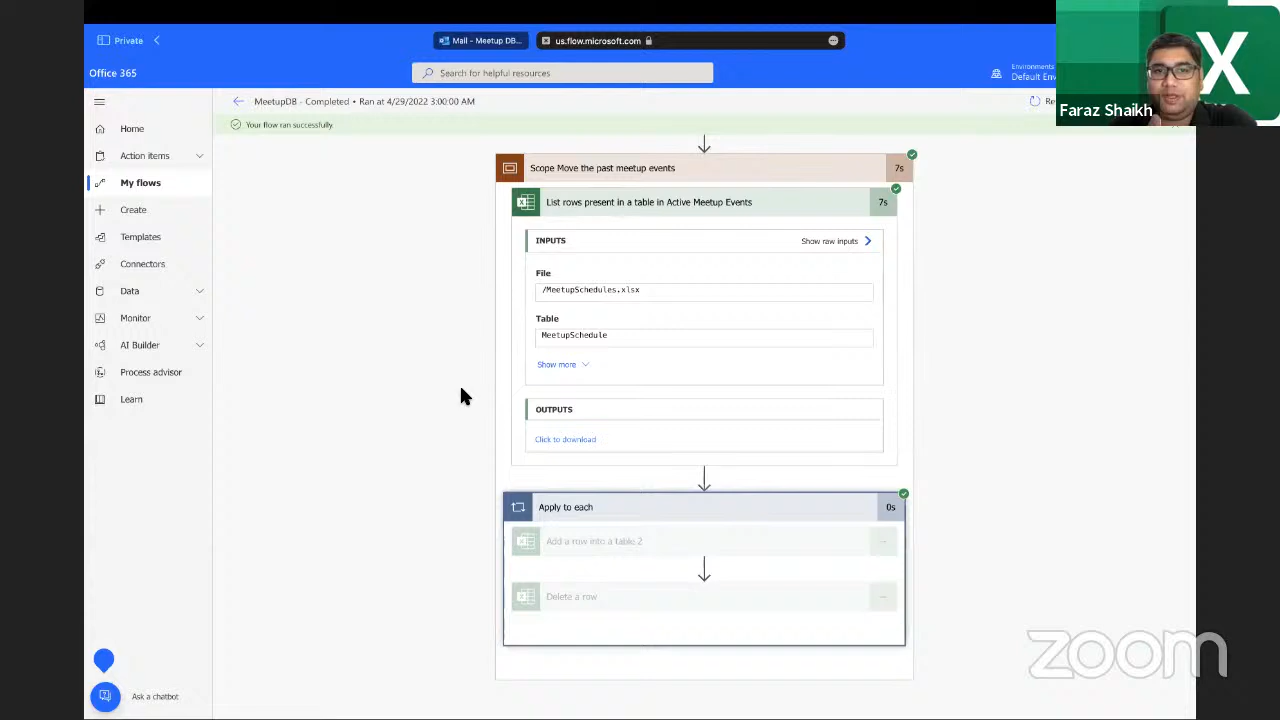 Private
Mail - Meetup DB...
us.flow.microsoft.com
Office 365
Search for helpful resources
Environments
Default Env
X
Faraz Shaikh
MeetupDB - Completed • Ran at 4/29/2022 3:00:00 AM
Your flow ran successfully.
Home
Action items
My flows
Create
Templates
Connectors
Data
Monitor
AI Builder
Process advisor
Learn
Ask a chatbot
Scope Move the past meetup events
7s
List rows present in a table in Active Meetup Events
7s
INPUTS
Show raw inputs
File
/MeetupSchedules.xlsx
Table
MeetupSchedule
Show more
OUTPUTS
Click to download
Apply to each
0s
Add a row into a table 2
Delete a row
zoom